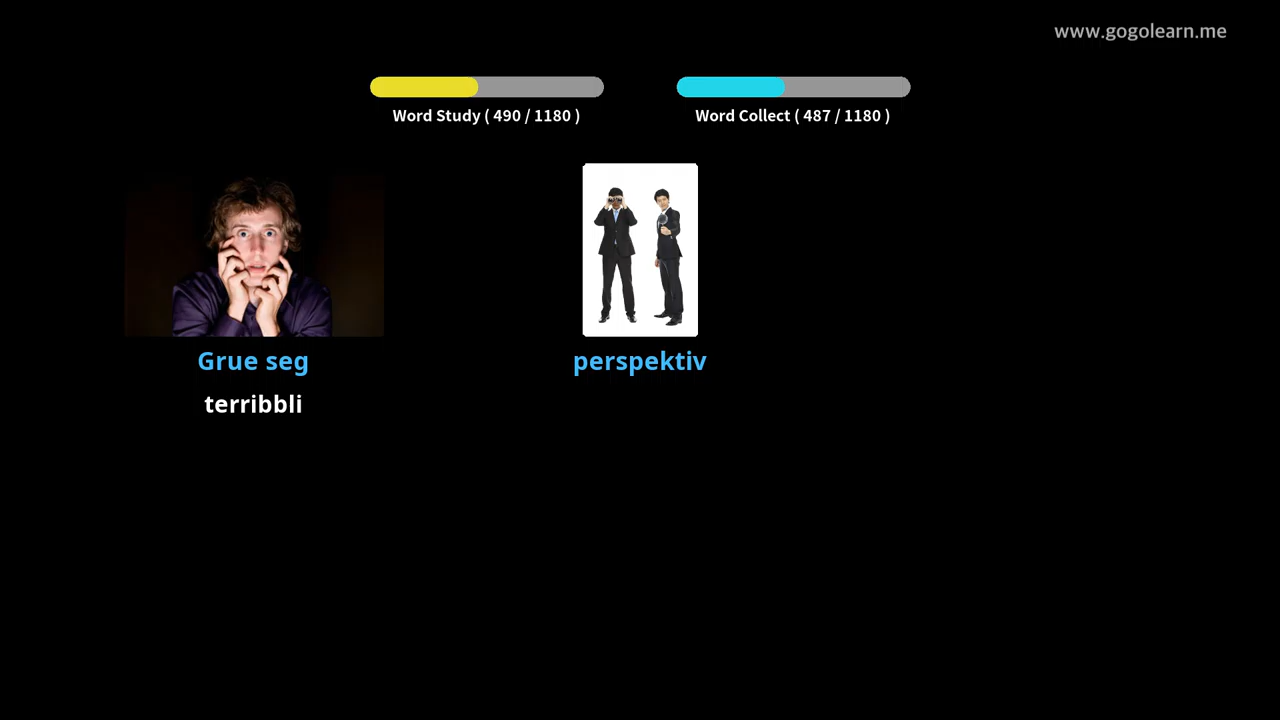 www.gogolearn.me
Word Study ( 490 / 1180 )
Word Collect ( 487 / 1180 )
Grue seg
perspektiv
terribbli